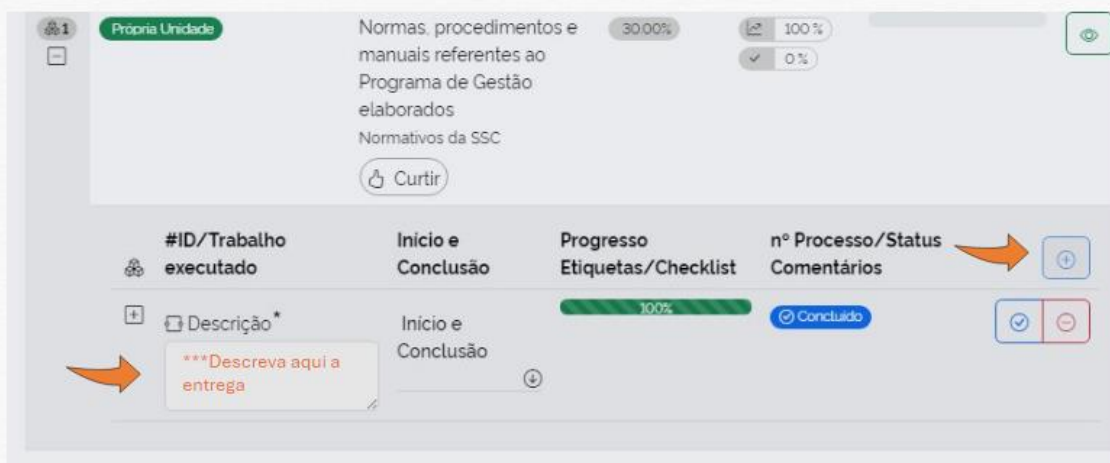 1
Própria Unidade
Normas, procedimentos e
manuais referentes ao
Programa de Gestão
elaborados
Normativos da SSC
Curtir
30.00%
100 %
0 %
#ID/Trabalho
executado
Início e
Conclusão
Progresso
Etiquetas/Checklist
nº Processo/Status
Comentários
Descrição*
***Descreva aqui a
entrega
Início e
Conclusão
100%
Concluído